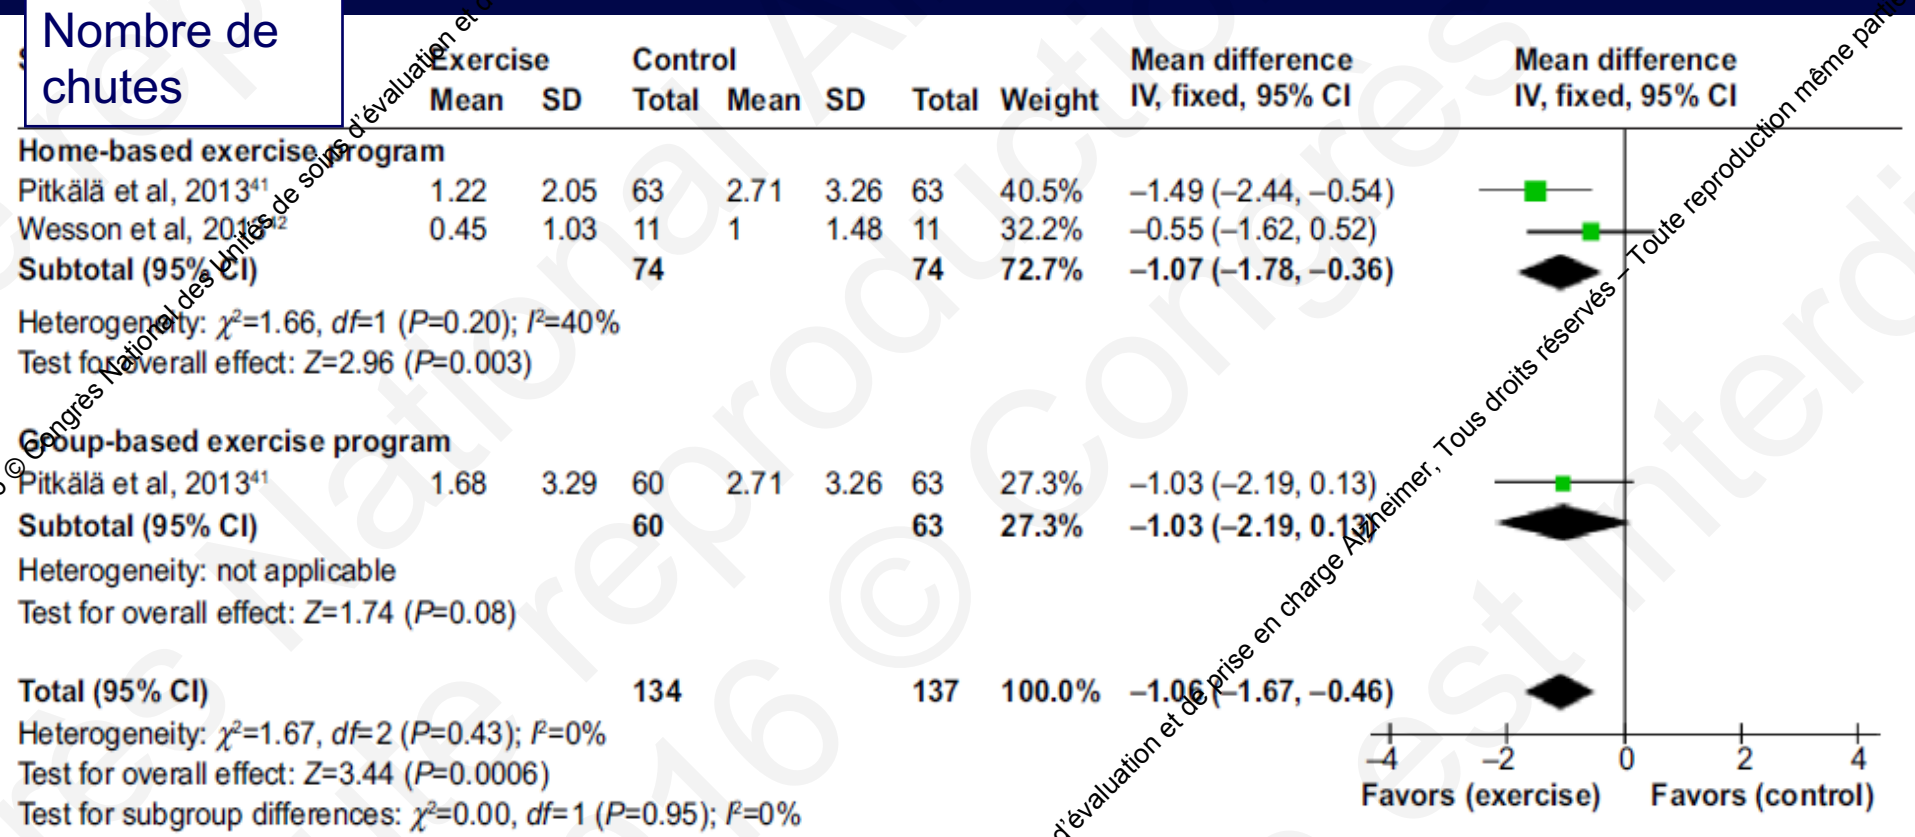 Nombre de
chutes
Exercise Control Mean difference Mean difference
Mean SD Total Mean SD Total Weight IV, fixed, 95% CI IV, fixed, 95% CI
Home-based exercise program
Pitkälä et al, 2013⁴¹ 1.22 2.05 63 2.71 3.26 63 40.5% –1.49 (–2.44, –0.54)
Wesson et al, 1.03 0.45 11 1 1.48 11 32.2% –0.55 (–1.62, 0.52)
Subtotal (95% CI) 74 74 72.7% –1.07 (–1.78, –0.36)
Heterogeneity: χ²=1.66, df=1 (P=0.20); I²=40%
Test for overall effect: Z=2.96 (P=0.003)
Group-based exercise program
Pitkälä et al, 2013⁴¹ 1.68 3.29 60 2.71 3.26 63 27.3% –1.03 (–2.19, 0.13)
Subtotal (95% CI) 60 63 27.3% –1.03 (–2.19, 0.13)
Heterogeneity: not applicable
Test for overall effect: Z=1.74 (P=0.08)
Total (95% CI) 134 137 100.0% –1.06 (–1.67, –0.46)
Heterogeneity: χ²=1.67, df=2 (P=0.43); I²=0%
Test for overall effect: Z=3.44 (P=0.0006)
Test for subgroup differences: χ²=0.00, df=1 (P=0.95); I²=0%
–4 –2 0 2 4
Favors (exercise) Favors (control)
© Congrès National des Unités de soins d'évaluation et
d'évaluation et de prise en charge Alzheimer, Tous droits réservés – Toute reproduction même